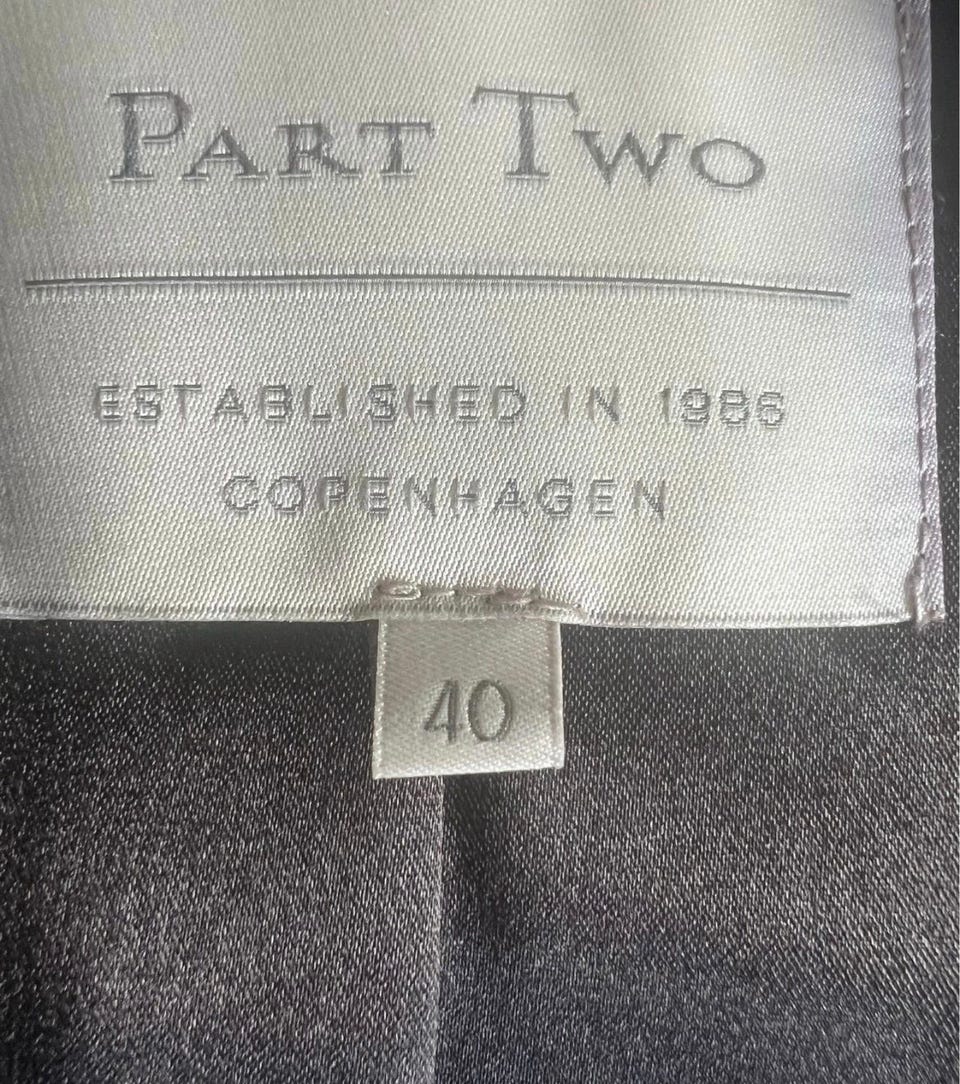 PART TWO
ESTABLISHED IN 1986
COPENHAGEN
40